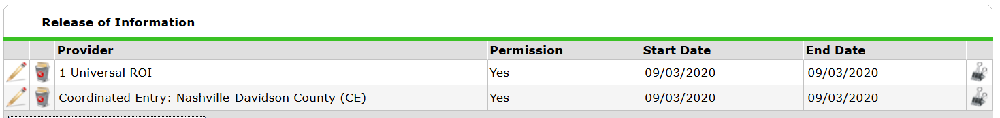 Release of Information
Provider Permission Start Date End Date
1 Universal ROI Yes 09/03/2020 09/03/2020
Coordinated Entry: Nashville-Davidson County (CE) Yes 09/03/2020 09/03/2020